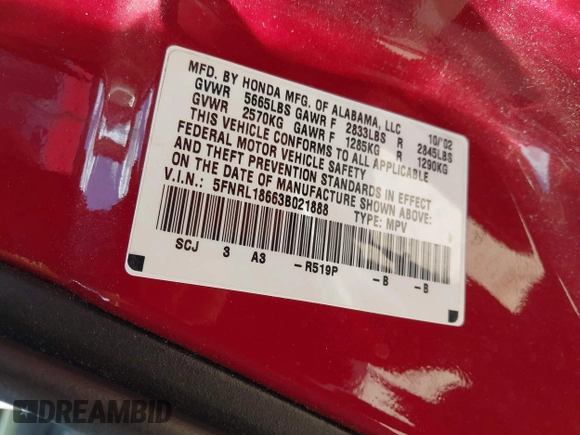 MFD. BY HONDA MFG. OF ALABAMA, LLC 10/'02
GVWR 5665LBS GAWR F 2833LBS R 2845LBS
GVWR 2570KG GAWR F 1285KG R 1290KG
THIS VEHICLE CONFORMS TO ALL APPLICABLE
FEDERAL MOTOR VEHICLE SAFETY
AND THEFT PREVENTION STANDARDS IN EFFECT
ON THE DATE OF MANUFACTURE SHOWN ABOVE.
V.I.N.: 5FNRL18663B021888 TYPE: MPV
SCJ 3 A3 -R519P -B -B
DREAMBID